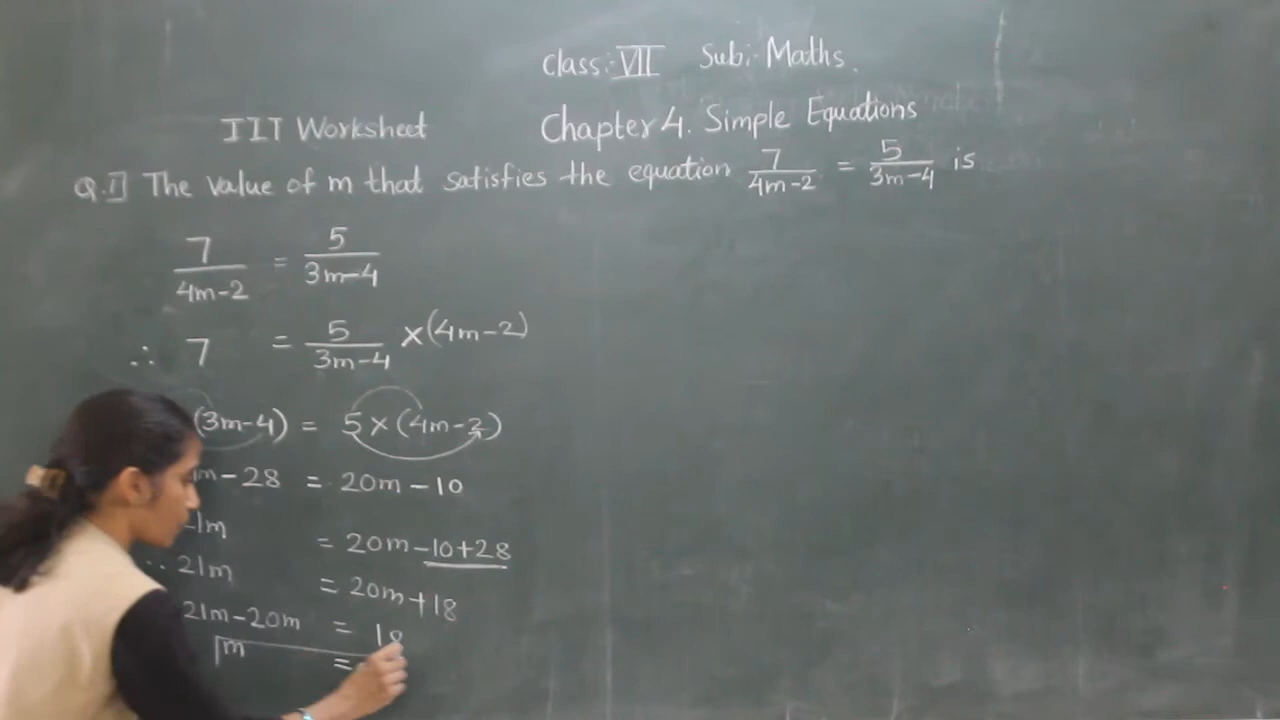 Class:- VII Sub:- Maths.
IIT Worksheet Chapter 4. Simple Equations
Q.1] The value of m that satisfies the equation 7/(4m-2) = 5/(3m-4) is
7/(4m-2) = 5/(3m-4)
∴ 7 = 5/(3m-4) × (4m-2)
(3m-4) = 5 × (4m-2)
m-28 = 20m-10
1m = 20m-10+28
21m = 20m+18
21m-20m = 18
m =